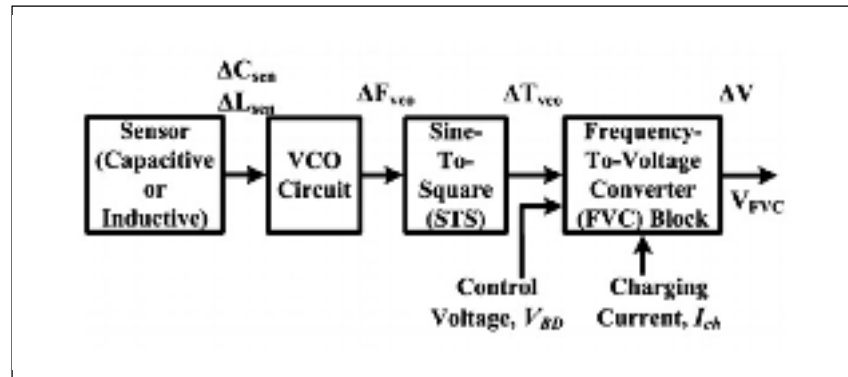 ΔC_sen
ΔL_sen
ΔF_vco
ΔT_vco
ΔV
Sensor
(Capacitive
or
Inductive)
VCO
Circuit
Sine-
To-
Square
(STS)
Frequency-
To-Voltage
Converter
(FVC) Block
V_FVC
Control
Voltage, V_BD
Charging
Current, I_ch